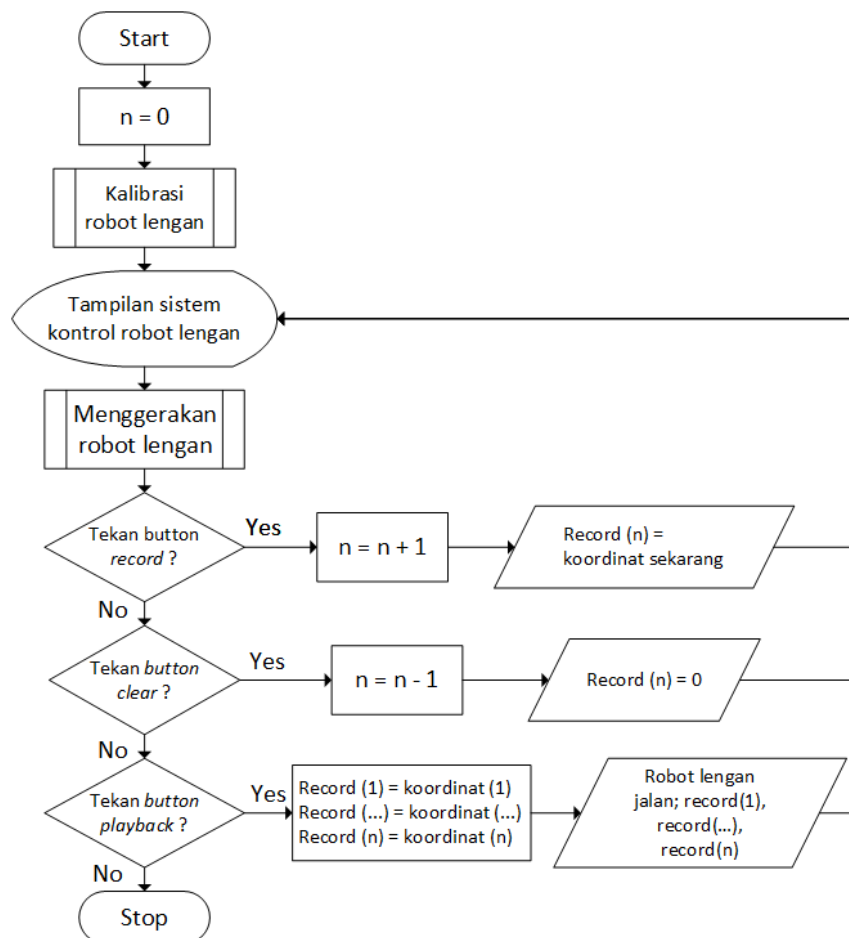 Start
n = 0
Kalibrasi
robot lengan
Tampilan sistem
kontrol robot lengan
Menggerakan
robot lengan
Tekan button
record ?
Yes
n = n + 1
Record (n) =
koordinat sekarang
No
Tekan button
clear ?
Yes
n = n - 1
Record (n) = 0
No
Tekan button
playback ?
Yes
Record (1) = koordinat (1)
Record (...) = koordinat (...)
Record (n) = koordinat (n)
Robot lengan
jalan; record(1),
record(...),
record(n)
No
Stop